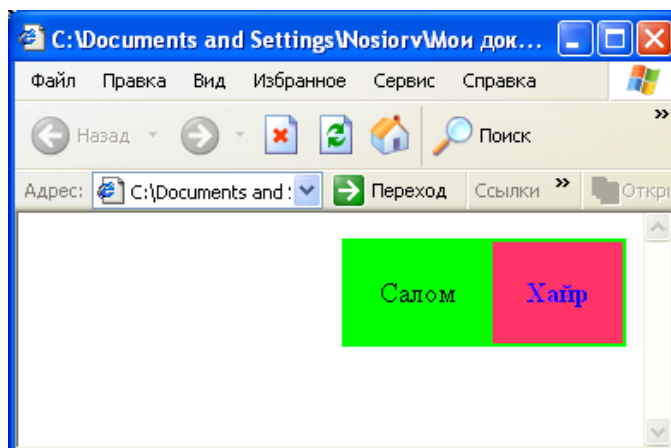 C:\Documents and Settings\Nosiorv\Мои док...
Файл Правка Вид Избранное Сервис Справка
Назад Поиск »
Адрес: C:\Documents and Переход Ссылки »
Салом Хайр